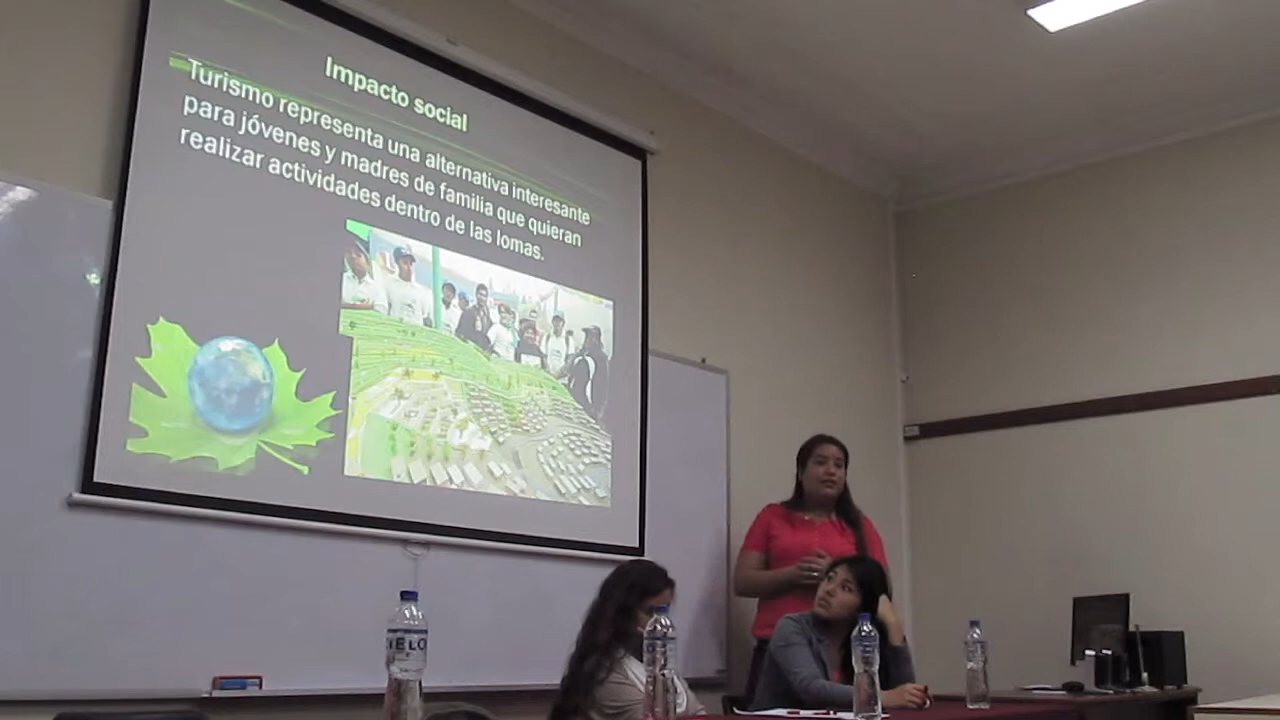 Impacto social
Turismo representa una alternativa interesante
para jóvenes y madres de familia que quieran
realizar actividades dentro de las lomas.
CIELO